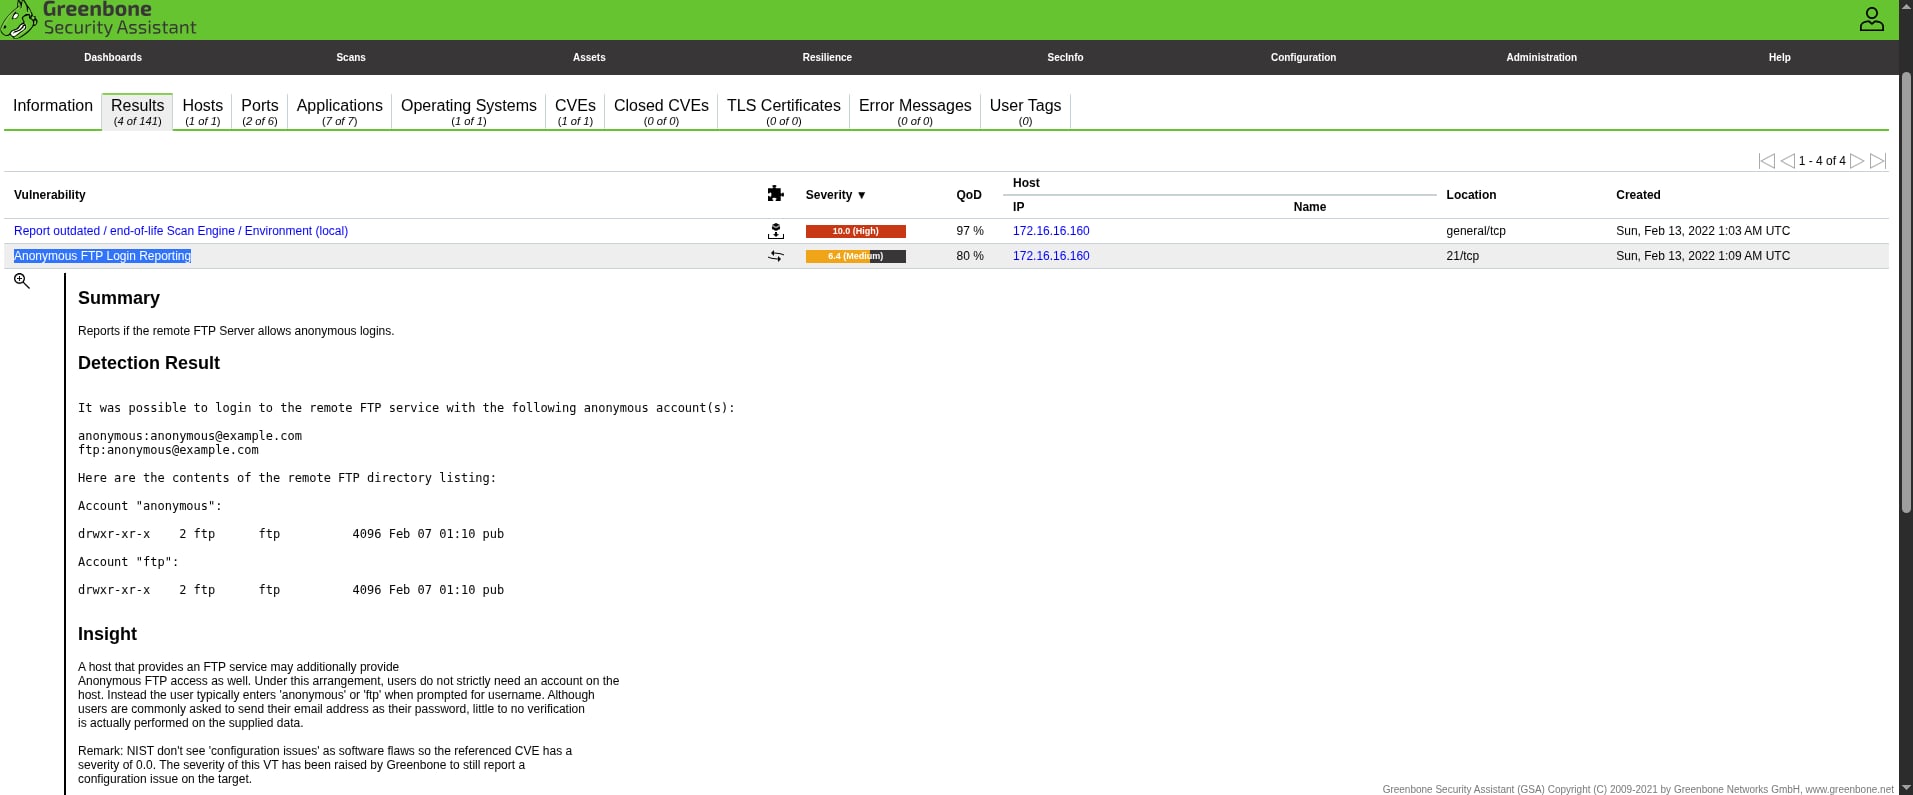 Greenbone
Security Assistant
Dashboards Scans Assets Resilience SecInfo Configuration Administration Help
Information Results Hosts Ports Applications Operating Systems CVEs Closed CVEs TLS Certificates Error Messages User Tags
(4 of 141) (1 of 1) (2 of 6) (7 of 7) (1 of 1) (1 of 1) (0 of 0) (0 of 0) (0 of 0) (0)
1 - 4 of 4
Vulnerability Severity ▼ QoD Host Location Created
IP Name
Report outdated / end-of-life Scan Engine / Environment (local) 10.0 (High) 97 % 172.16.16.160 general/tcp Sun, Feb 13, 2022 1:03 AM UTC
Anonymous FTP Login Reporting 6.4 (Medium) 80 % 172.16.16.160 21/tcp Sun, Feb 13, 2022 1:09 AM UTC
Summary
Reports if the remote FTP Server allows anonymous logins.
Detection Result
It was possible to login to the remote FTP service with the following anonymous account(s):
anonymous:anonymous@example.com
ftp:anonymous@example.com
Here are the contents of the remote FTP directory listing:
Account "anonymous":
drwxr-xr-x    2 ftp      ftp          4096 Feb 07 01:10 pub
Account "ftp":
drwxr-xr-x    2 ftp      ftp          4096 Feb 07 01:10 pub
Insight
A host that provides an FTP service may additionally provide
Anonymous FTP access as well. Under this arrangement, users do not strictly need an account on the
host. Instead the user typically enters 'anonymous' or 'ftp' when prompted for username. Although
users are commonly asked to send their email address as their password, little to no verification
is actually performed on the supplied data.
Remark: NIST don't see 'configuration issues' as software flaws so the referenced CVE has a
severity of 0.0. The severity of this VT has been raised by Greenbone to still report a
configuration issue on the target.
Greenbone Security Assistant (GSA) Copyright (C) 2009-2021 by Greenbone Networks GmbH, www.greenbone.net